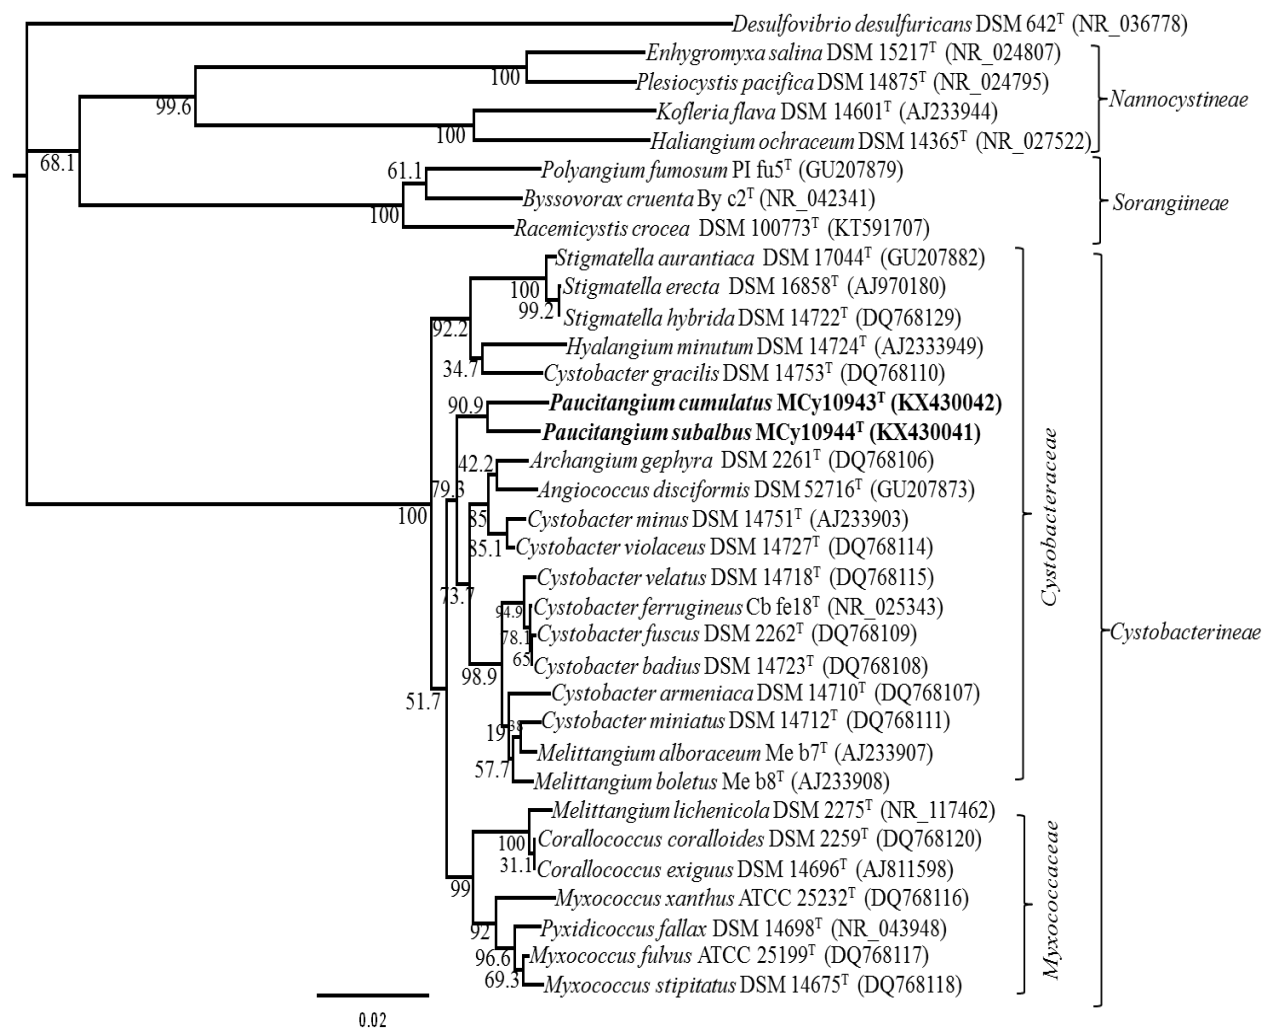 Desulfovibrio desulfuricans DSM 642T (NR_036778)
Enhygromyxa salina DSM 15217T (NR_024807)
100
Plesiocystis pacifica DSM 14875T (NR_024795)
Nannocystineae
99.6
Kofleria flava DSM 14601T (AJ233944)
100
Haliangium ochraceum DSM 14365T (NR_027522)
68.1
61.1
Polyangium fumosum PI fu5T (GU207879)
Byssovorax cruenta By c2T (NR_042341)
Sorangiineae
100
Racemicystis crocea DSM 100773T (KT591707)
Stigmatella aurantiaca DSM 17044T (GU207882)
100
Stigmatella erecta DSM 16858T (AJ970180)
99.2
Stigmatella hybrida DSM 14722T (DQ768129)
92.2
Hyalangium minutum DSM 14724T (AJ2333949)
34.7
Cystobacter gracilis DSM 14753T (DQ768110)
90.9
Paucitangium cumulatus MCy10943T (KX430042)
Paucitangium subalbus MCy10944T (KX430041)
42.2
Archangium gephyra DSM 2261T (DQ768106)
79.3
Angiococcus disciformis DSM 52716T (GU207873)
100
85
Cystobacter minus DSM 14751T (AJ233903)
85.1
Cystobacter violaceus DSM 14727T (DQ768114)
Cystobacteraceae
Cystobacter velatus DSM 14718T (DQ768115)
73.7
94.9
Cystobacter ferrugineus Cb fe18T (NR_025343)
78.1
Cystobacter fuscus DSM 2262T (DQ768109)
Cystobacterineae
65
Cystobacter badius DSM 14723T (DQ768108)
98.9
51.7
Cystobacter armeniaca DSM 14710T (DQ768107)
19
38
Cystobacter miniatus DSM 14712T (DQ768111)
Melittangium alboraceum Me b7T (AJ233907)
57.7
Melittangium boletus Me b8T (AJ233908)
Melittangium lichenicola DSM 2275T (NR_117462)
100
Corallococcus coralloides DSM 2259T (DQ768120)
31.1
Corallococcus exiguus DSM 14696T (AJ811598)
99
Myxococcus xanthus ATCC 25232T (DQ768116)
Myxococcaceae
92
Pyxidicoccus fallax DSM 14698T (NR_043948)
96.6
Myxococcus fulvus ATCC 25199T (DQ768117)
69.3
Myxococcus stipitatus DSM 14675T (DQ768118)
0.02